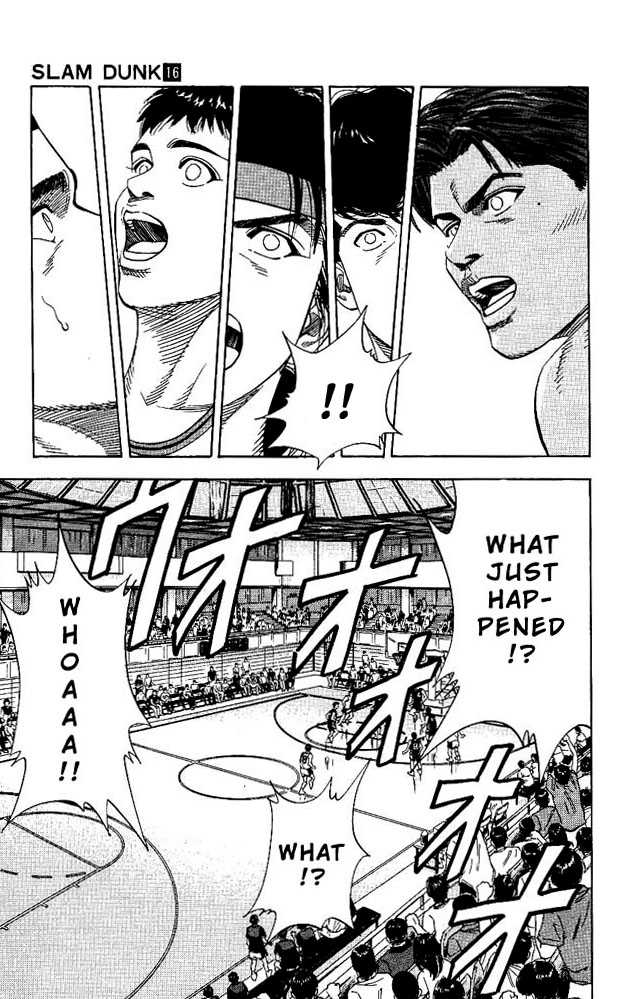 SLAM DUNK 16
!!
WHAT
JUST
HAP-
PENED
!?
ウオオオオオ
WHOAAAA!!
WHAT
!?